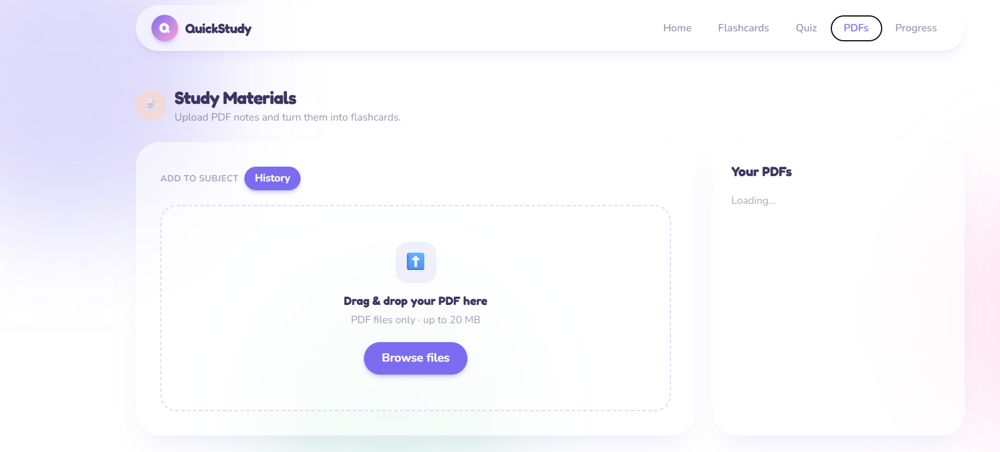 Q QuickStudy
Home Flashcards Quiz PDFs Progress
Study Materials
Upload PDF notes and turn them into flashcards.
ADD TO SUBJECT History
Drag & drop your PDF here
PDF files only · up to 20 MB
Browse files
Your PDFs
Loading...